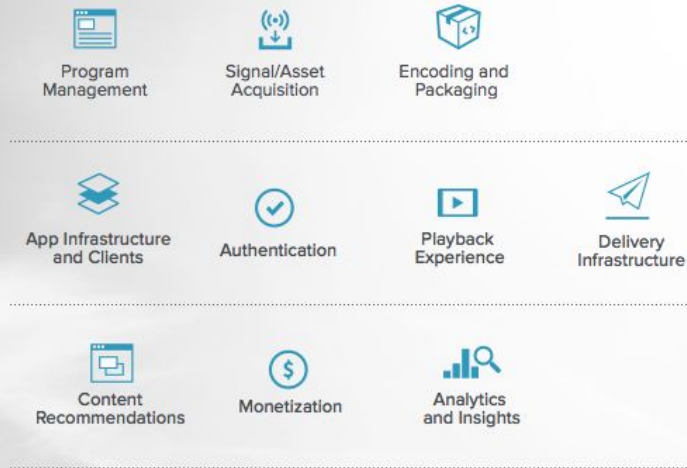 Program
Management
Signal/Asset
Acquisition
Encoding and
Packaging
App Infrastructure
and Clients
Authentication
Playback
Experience
Delivery
Infrastructure
Content
Recommendations
Monetization
Analytics
and Insights